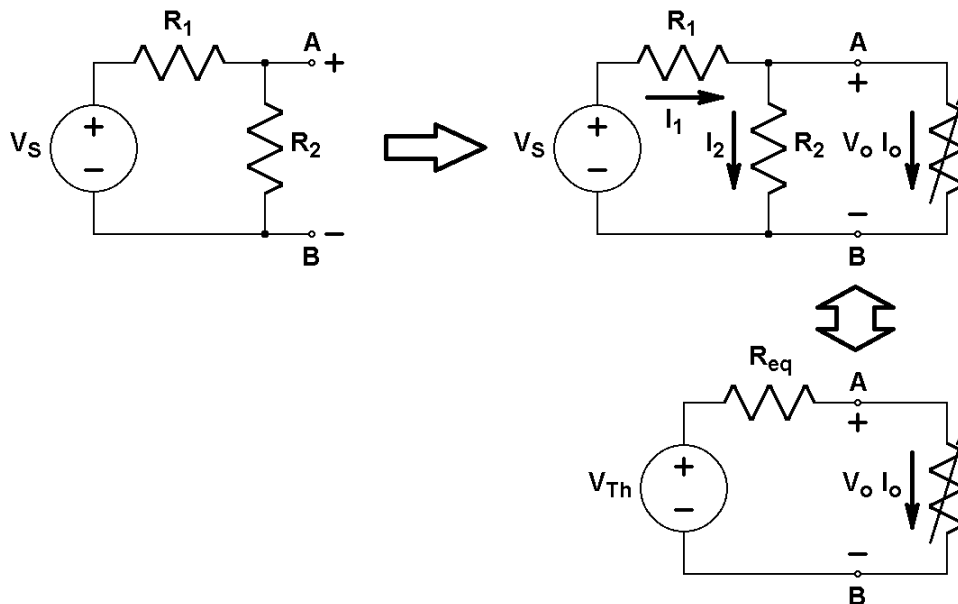 R1 A +
VS + − R2
B −
R1 A +
VS + − I1 I2 R2 Vo Io
− B
Req A +
VTh + − Vo Io
− B